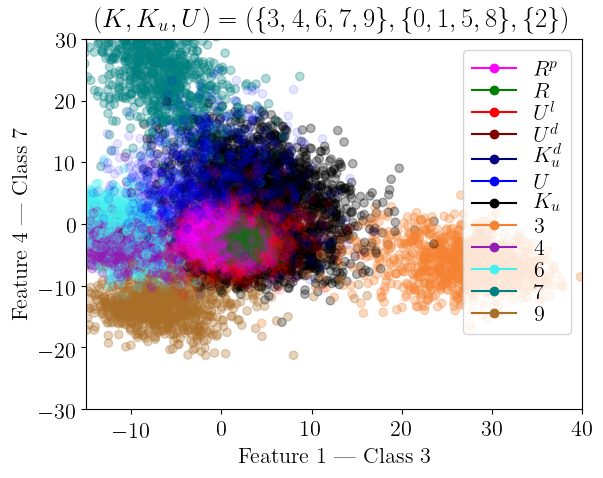 (K, K_u, U) = ({3, 4, 6, 7, 9}, {0, 1, 5, 8}, {2})
Feature 4 — Class 7
30
20
10
0
−10
−20
−30
R^p
R
U^l
U^d
K_u^d
U
K_u
3
4
6
7
9
−10 0 10 20 30 40
Feature 1 — Class 3